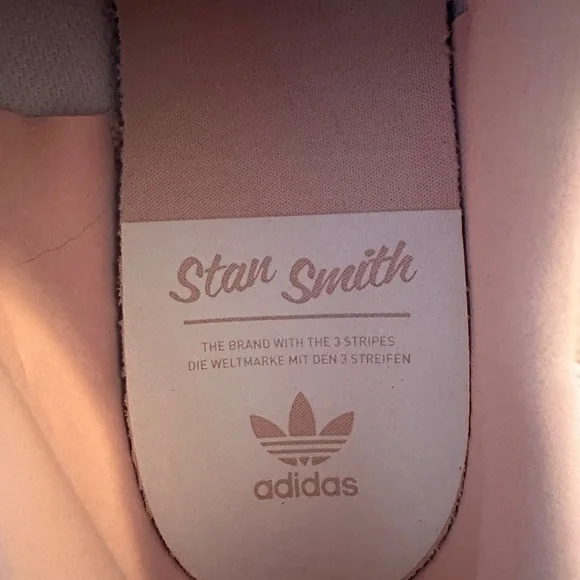 Stan Smith
THE BRAND WITH THE 3 STRIPES
DIE WELTMARKE MIT DEN 3 STREIFEN
adidas